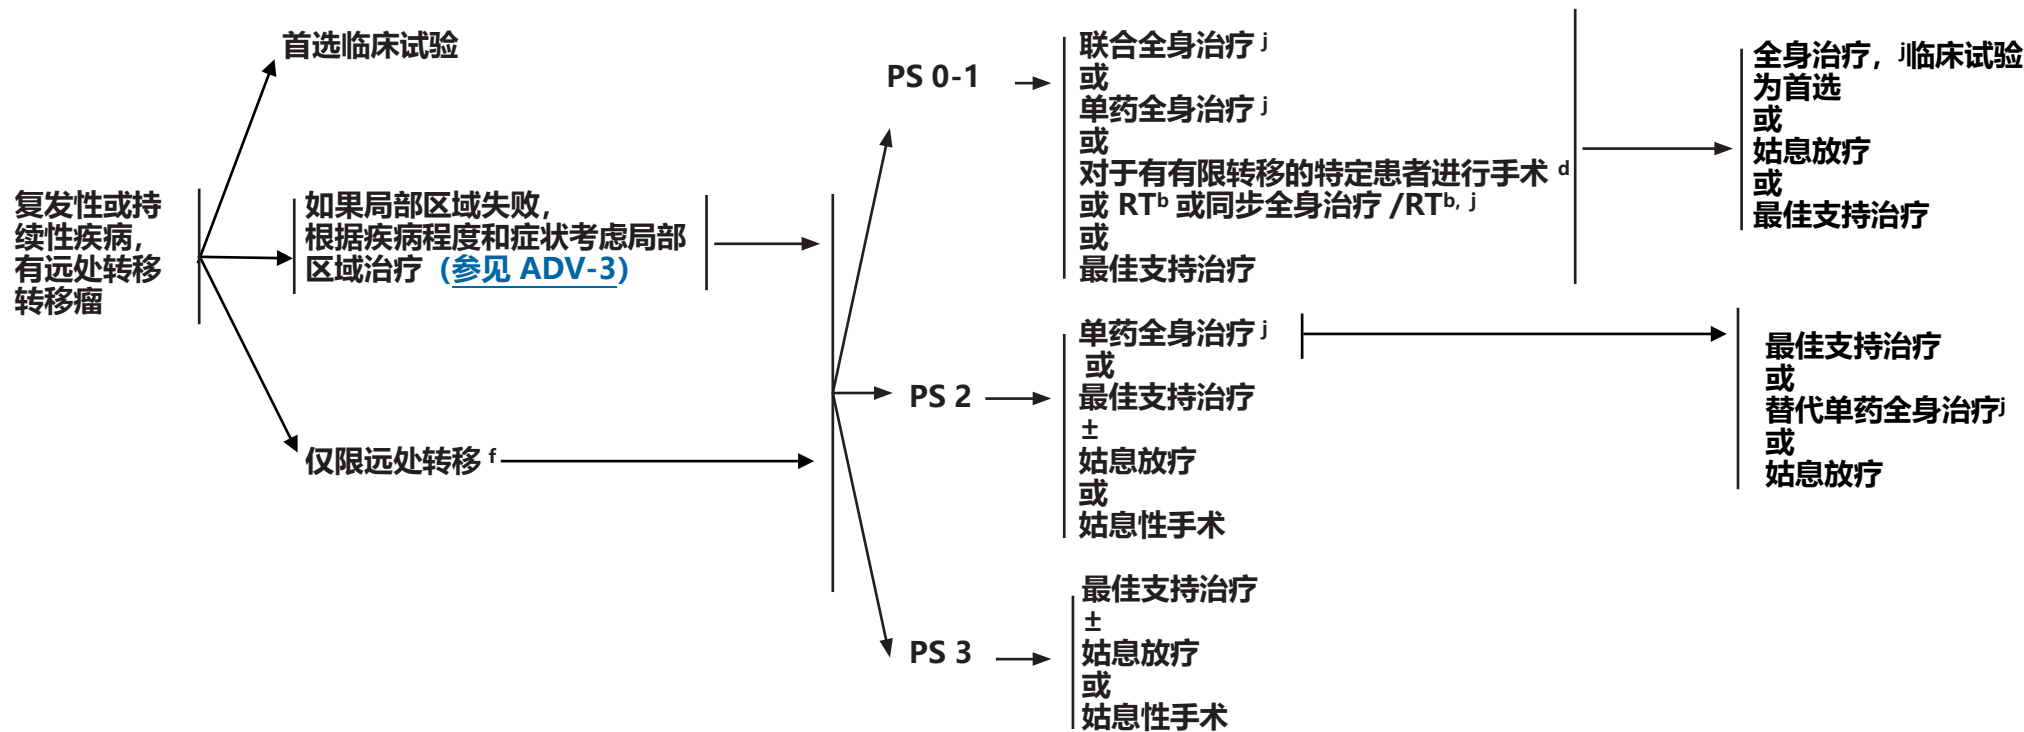 复发性或持
续性疾病，
有远处转移
转移瘤
首选临床试验
如果局部区域失败，
根据疾病程度和症状考虑局部
区域治疗（参见 ADV-3）
仅限远处转移 f
PS 0-1
联合全身治疗 j
或
单药全身治疗 j
或
对于有有限转移的特定患者进行手术 d
或 RTb 或同步全身治疗 /RTb, j
或
最佳支持治疗
全身治疗，j临床试验
为首选
或
姑息放疗
或
最佳支持治疗
PS 2
单药全身治疗 j
或
最佳支持治疗
±
姑息放疗
或
姑息性手术
最佳支持治疗
或
替代单药全身治疗j
或
姑息放疗
PS 3
最佳支持治疗
±
姑息放疗
或
姑息性手术